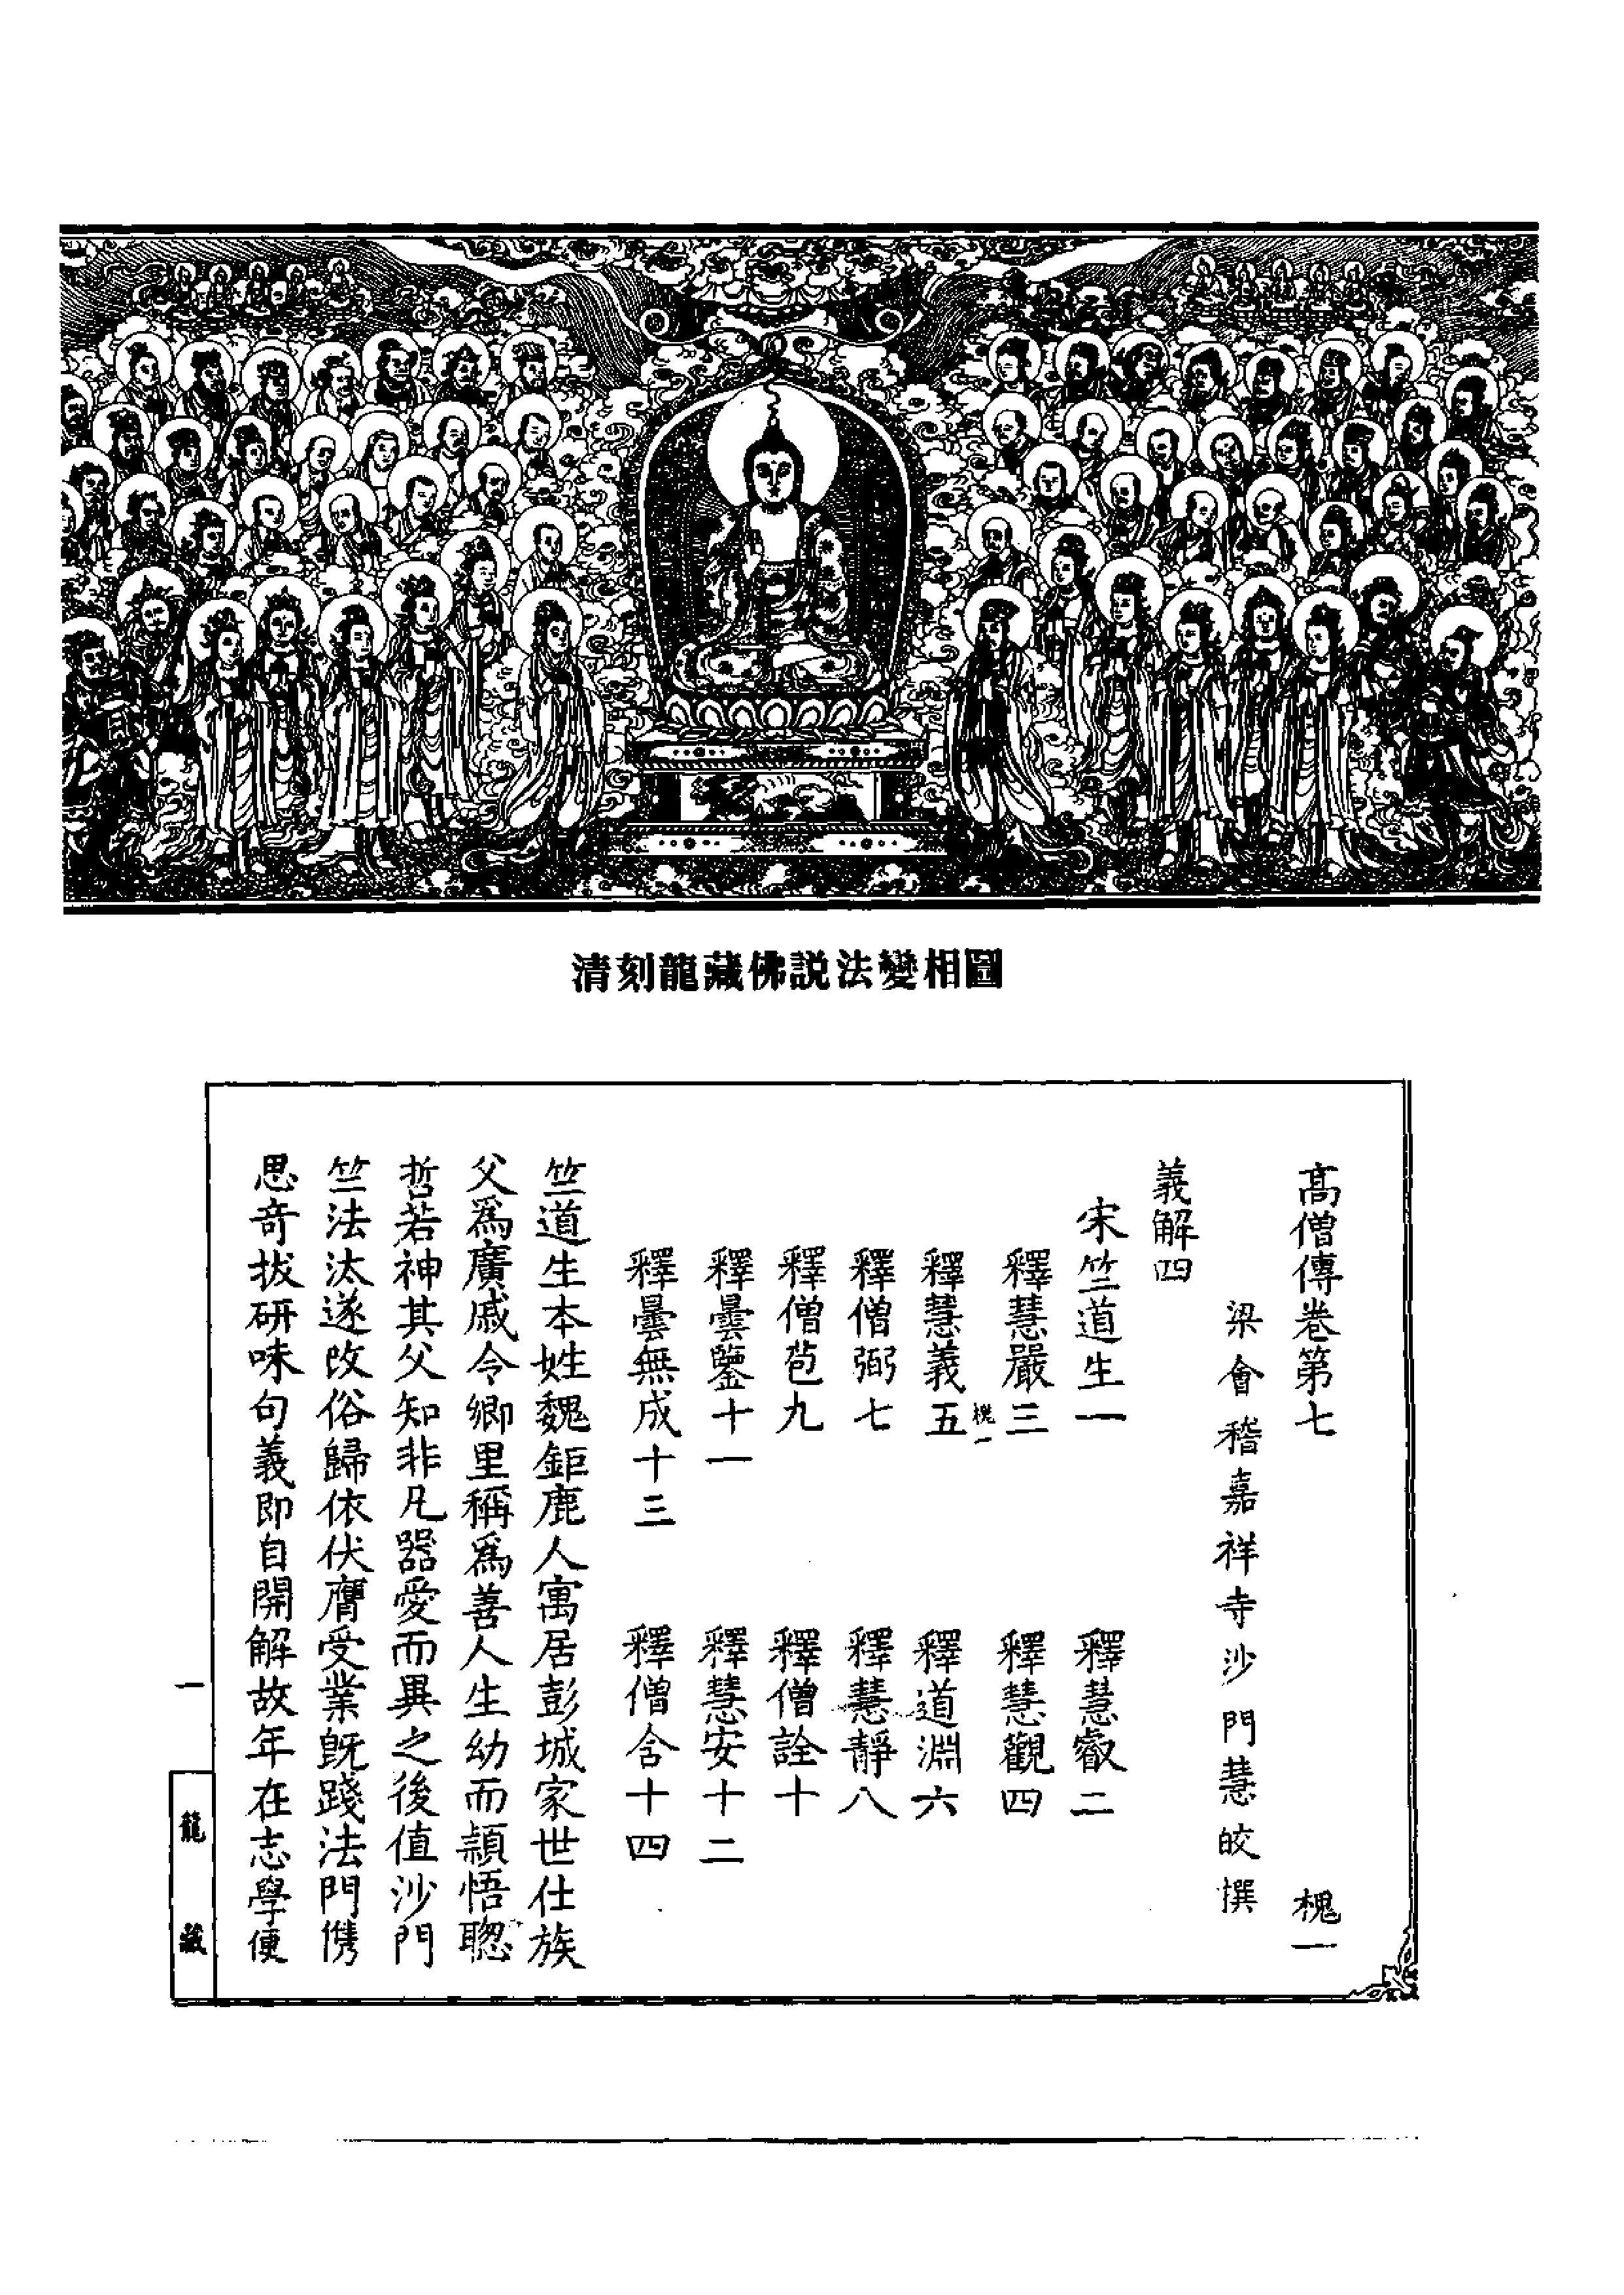 清刻龍藏佛説法變相圖
高僧傳卷第七 槐一
梁會稽嘉祥寺沙門慧皎撰
義解四
宋竺道生一 釋慧叡二
釋慧嚴三 釋慧觀四
槐一
釋慧義五 釋道淵六
釋僧弼七 釋慧靜八
釋僧苞九 釋僧詮十
釋曇鑒十一 釋慧安十二
釋曇無成十三 釋僧含十四
竺道生本姓魏鉅鹿人寓居彭城家世仕族
父爲廣戚令鄉里稱爲善人生幼而穎悟聰
哲若神其父知非凡器愛而異之後值沙門
竺法汰遂改俗歸依伏膺受業旣踐法門儁
思奇拔研味句義即自開解故年在志學便
一
龍藏